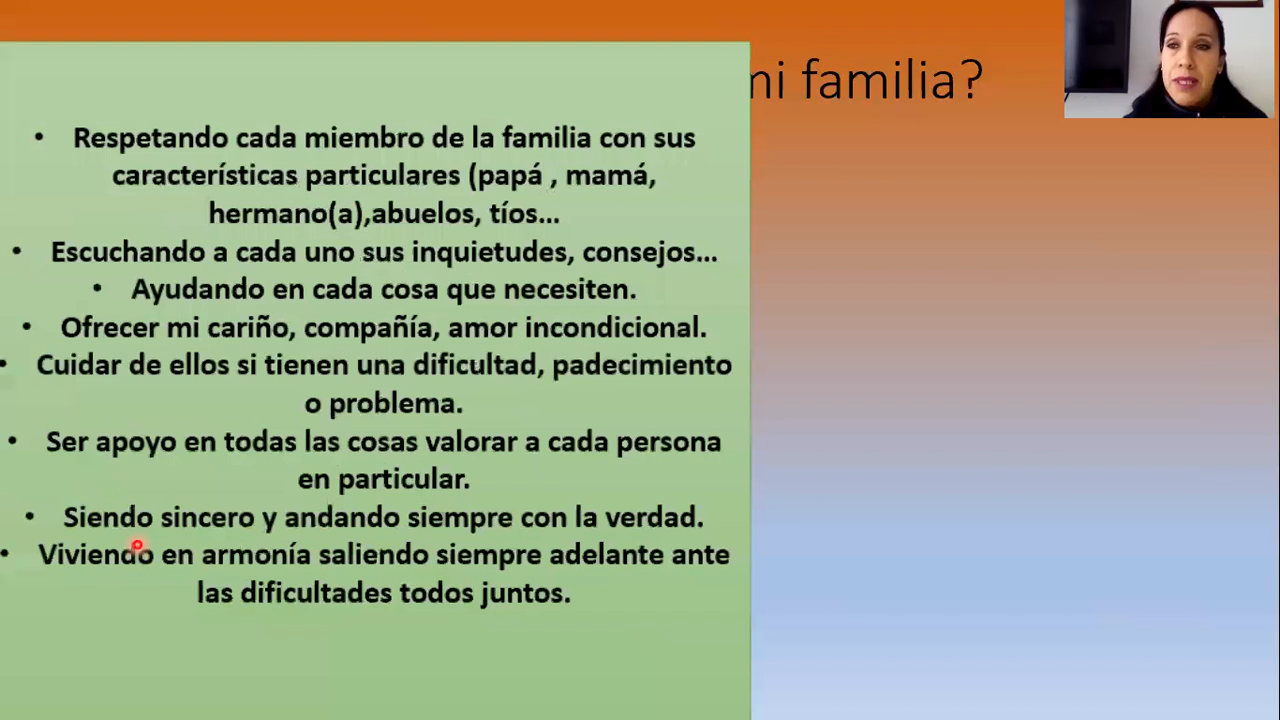 mi familia?
• Respetando cada miembro de la familia con sus
características particulares (papá , mamá,
hermano(a),abuelos, tíos...
• Escuchando a cada uno sus inquietudes, consejos...
• Ayudando en cada cosa que necesiten.
• Ofrecer mi cariño, compañía, amor incondicional.
• Cuidar de ellos si tienen una dificultad, padecimiento
o problema.
• Ser apoyo en todas las cosas valorar a cada persona
en particular.
• Siendo sincero y andando siempre con la verdad.
• Viviendo en armonía saliendo siempre adelante ante
las dificultades todos juntos.